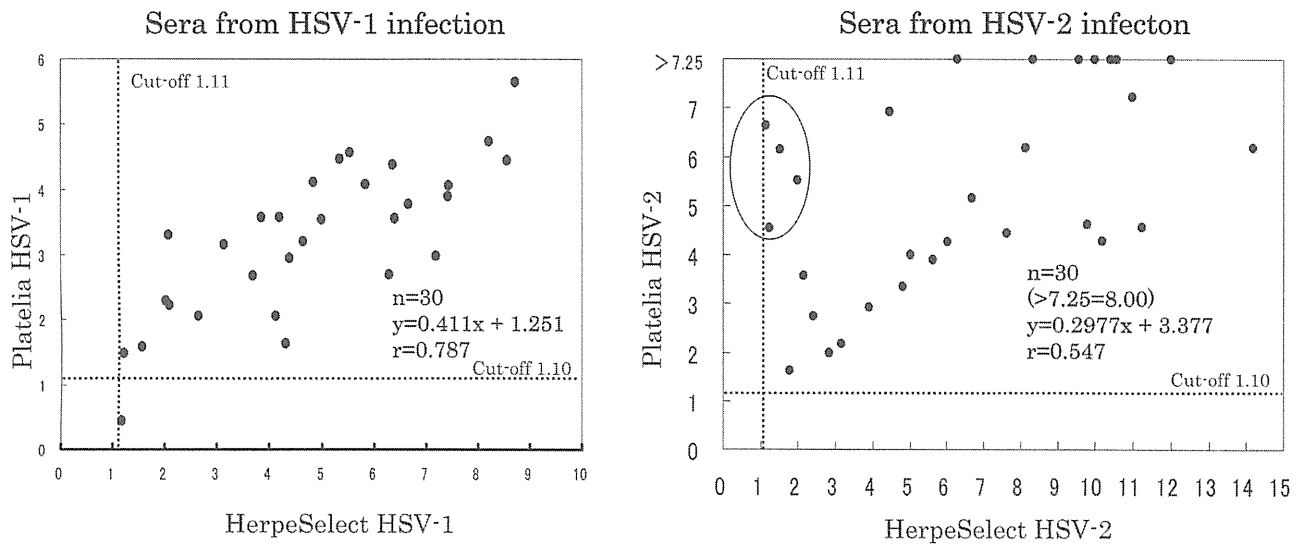 Sera from HSV-1 infection
6
5
4
3
2
1
0
Platelia HSV-1
Cut-off 1.11
n=30
y=0.411x + 1.251
r=0.787
Cut-off 1.10
0 1 2 3 4 5 6 7 8 9 10
HerpeSelect HSV-1
Sera from HSV-2 infecton
>7.25
7
6
5
4
3
2
1
0
Platelia HSV-2
Cut-off 1.11
n=30
(>7.25=8.00)
y=0.2977x + 3.377
r=0.547
Cut-off 1.10
0 1 2 3 4 5 6 7 8 9 10 11 12 13 14 15
HerpeSelect HSV-2